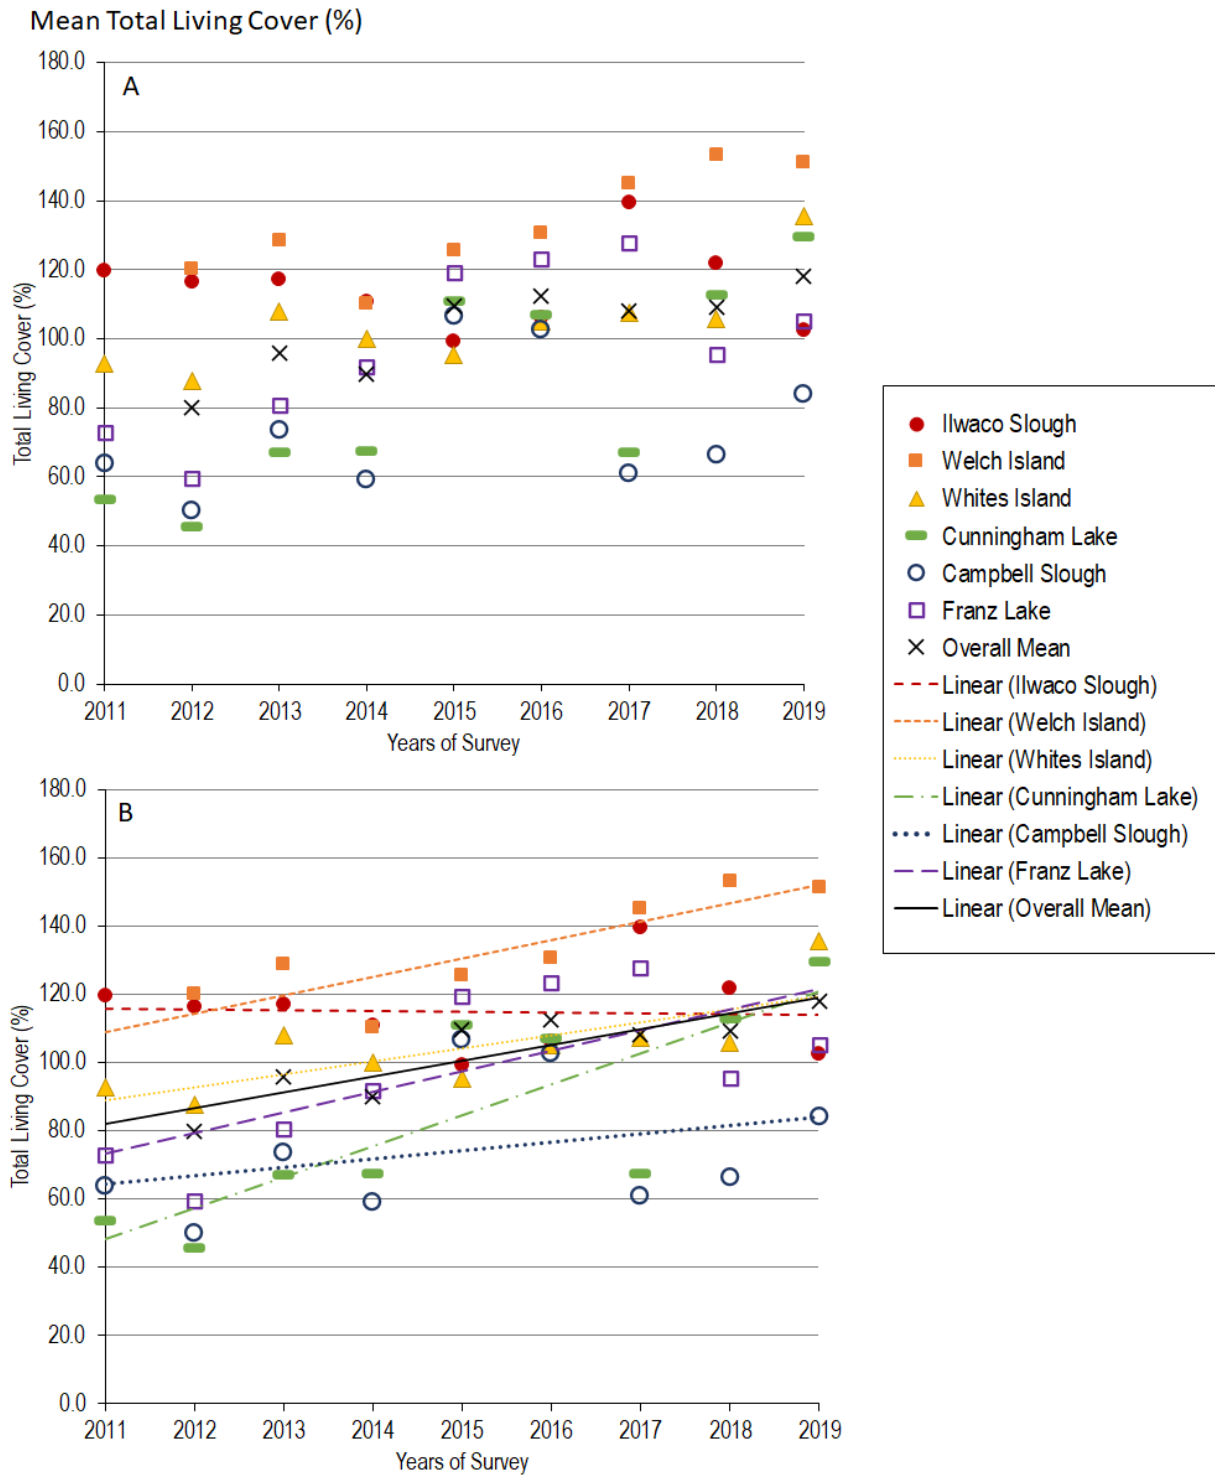 Mean Total Living Cover (%)
180.0
A
160.0
140.0
120.0
100.0
80.0
60.0
40.0
20.0
0.0
Total Living Cover (%)
2011 2012 2013 2014 2015 2016 2017 2018 2019
Years of Survey
Ilwaco Slough
Welch Island
Whites Island
Cunningham Lake
Campbell Slough
Franz Lake
Overall Mean
Linear (Ilwaco Slough)
Linear (Welch Island)
Linear (Whites Island)
Linear (Cunningham Lake)
Linear (Campbell Slough)
Linear (Franz Lake)
Linear (Overall Mean)
180.0
B
160.0
140.0
120.0
100.0
80.0
60.0
40.0
20.0
0.0
Total Living Cover (%)
2011 2012 2013 2014 2015 2016 2017 2018 2019
Years of Survey